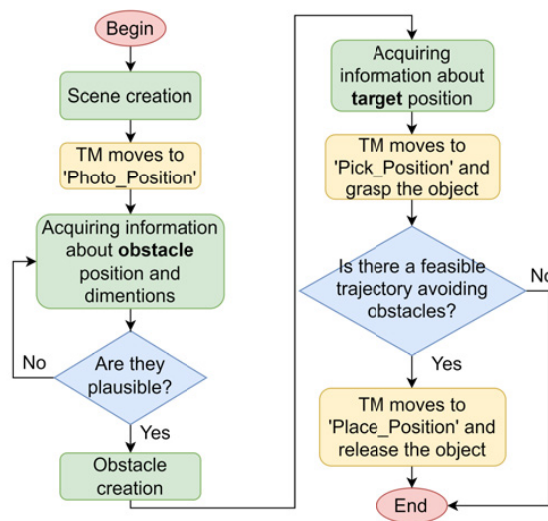 Begin
Scene creation
TM moves to
'Photo_Position'
Acquiring information
about obstacle
position and
dimentions
No
Are they
plausible?
Yes
Obstacle
creation
Acquiring
information about
target position
TM moves to
'Pick_Position' and
grasp the object
Is there a feasible
trajectory avoiding
obstacles?
No
Yes
TM moves to
'Place_Position' and
release the object
End